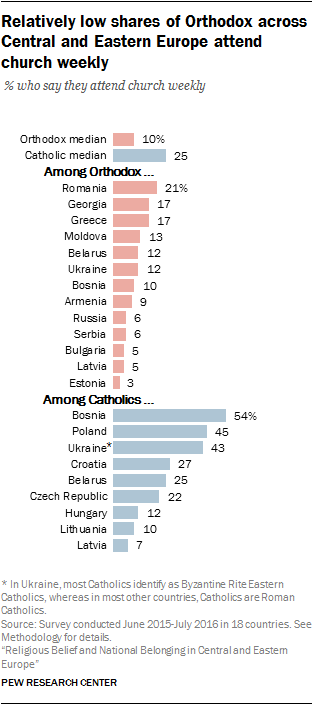 Relatively low shares of Orthodox across
Central and Eastern Europe attend
church weekly
% who say they attend church weekly
Orthodox median 10%
Catholic median 25
Among Orthodox ...
Romania 21%
Georgia 17
Greece 17
Moldova 13
Belarus 12
Ukraine 12
Bosnia 10
Armenia 9
Russia 6
Serbia 6
Bulgaria 5
Latvia 5
Estonia 3
Among Catholics ...
Bosnia 54%
Poland 45
Ukraine* 43
Croatia 27
Belarus 25
Czech Republic 22
Hungary 12
Lithuania 10
Latvia 7
* In Ukraine, most Catholics identify as Byzantine Rite Eastern
Catholics, whereas in most other countries, Catholics are Roman
Catholics.
Source: Survey conducted June 2015-July 2016 in 18 countries. See
Methodology for details.
“Religious Belief and National Belonging in Central and Eastern
Europe”
PEW RESEARCH CENTER